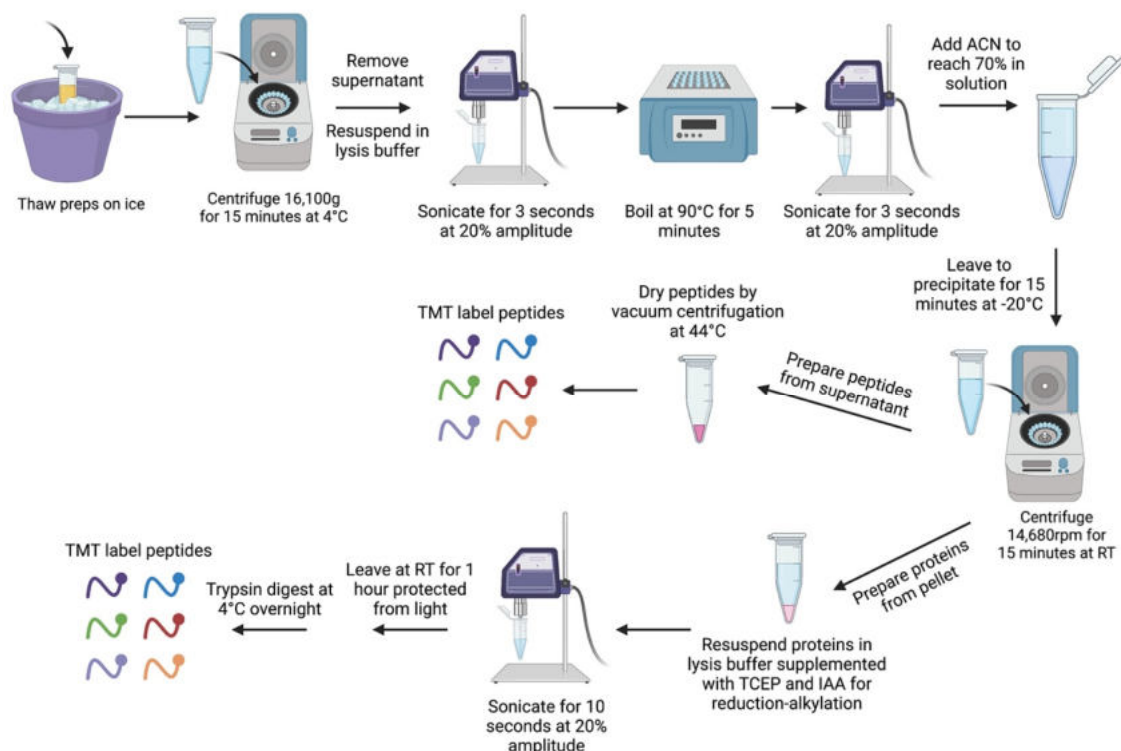 Thaw preps on ice
Centrifuge 16,100g
for 15 minutes at 4°C
Remove
supernatant
Resuspend in
lysis buffer
Sonicate for 3 seconds
at 20% amplitude
Boil at 90°C for 5
minutes
Sonicate for 3 seconds
at 20% amplitude
Add ACN to
reach 70% in
solution
Leave to
precipitate for 15
minutes at -20°C
Centrifuge
14,680rpm for
15 minutes at RT
Prepare peptides
from supernatant
Dry peptides by
vacuum centrifugation
at 44°C
TMT label peptides
Prepare proteins
from pellet
Resuspend proteins in
lysis buffer supplemented
with TCEP and IAA for
reduction-alkylation
Sonicate for 10
seconds at 20%
amplitude
Leave at RT for 1
hour protected
from light
Trypsin digest at
4°C overnight
TMT label peptides